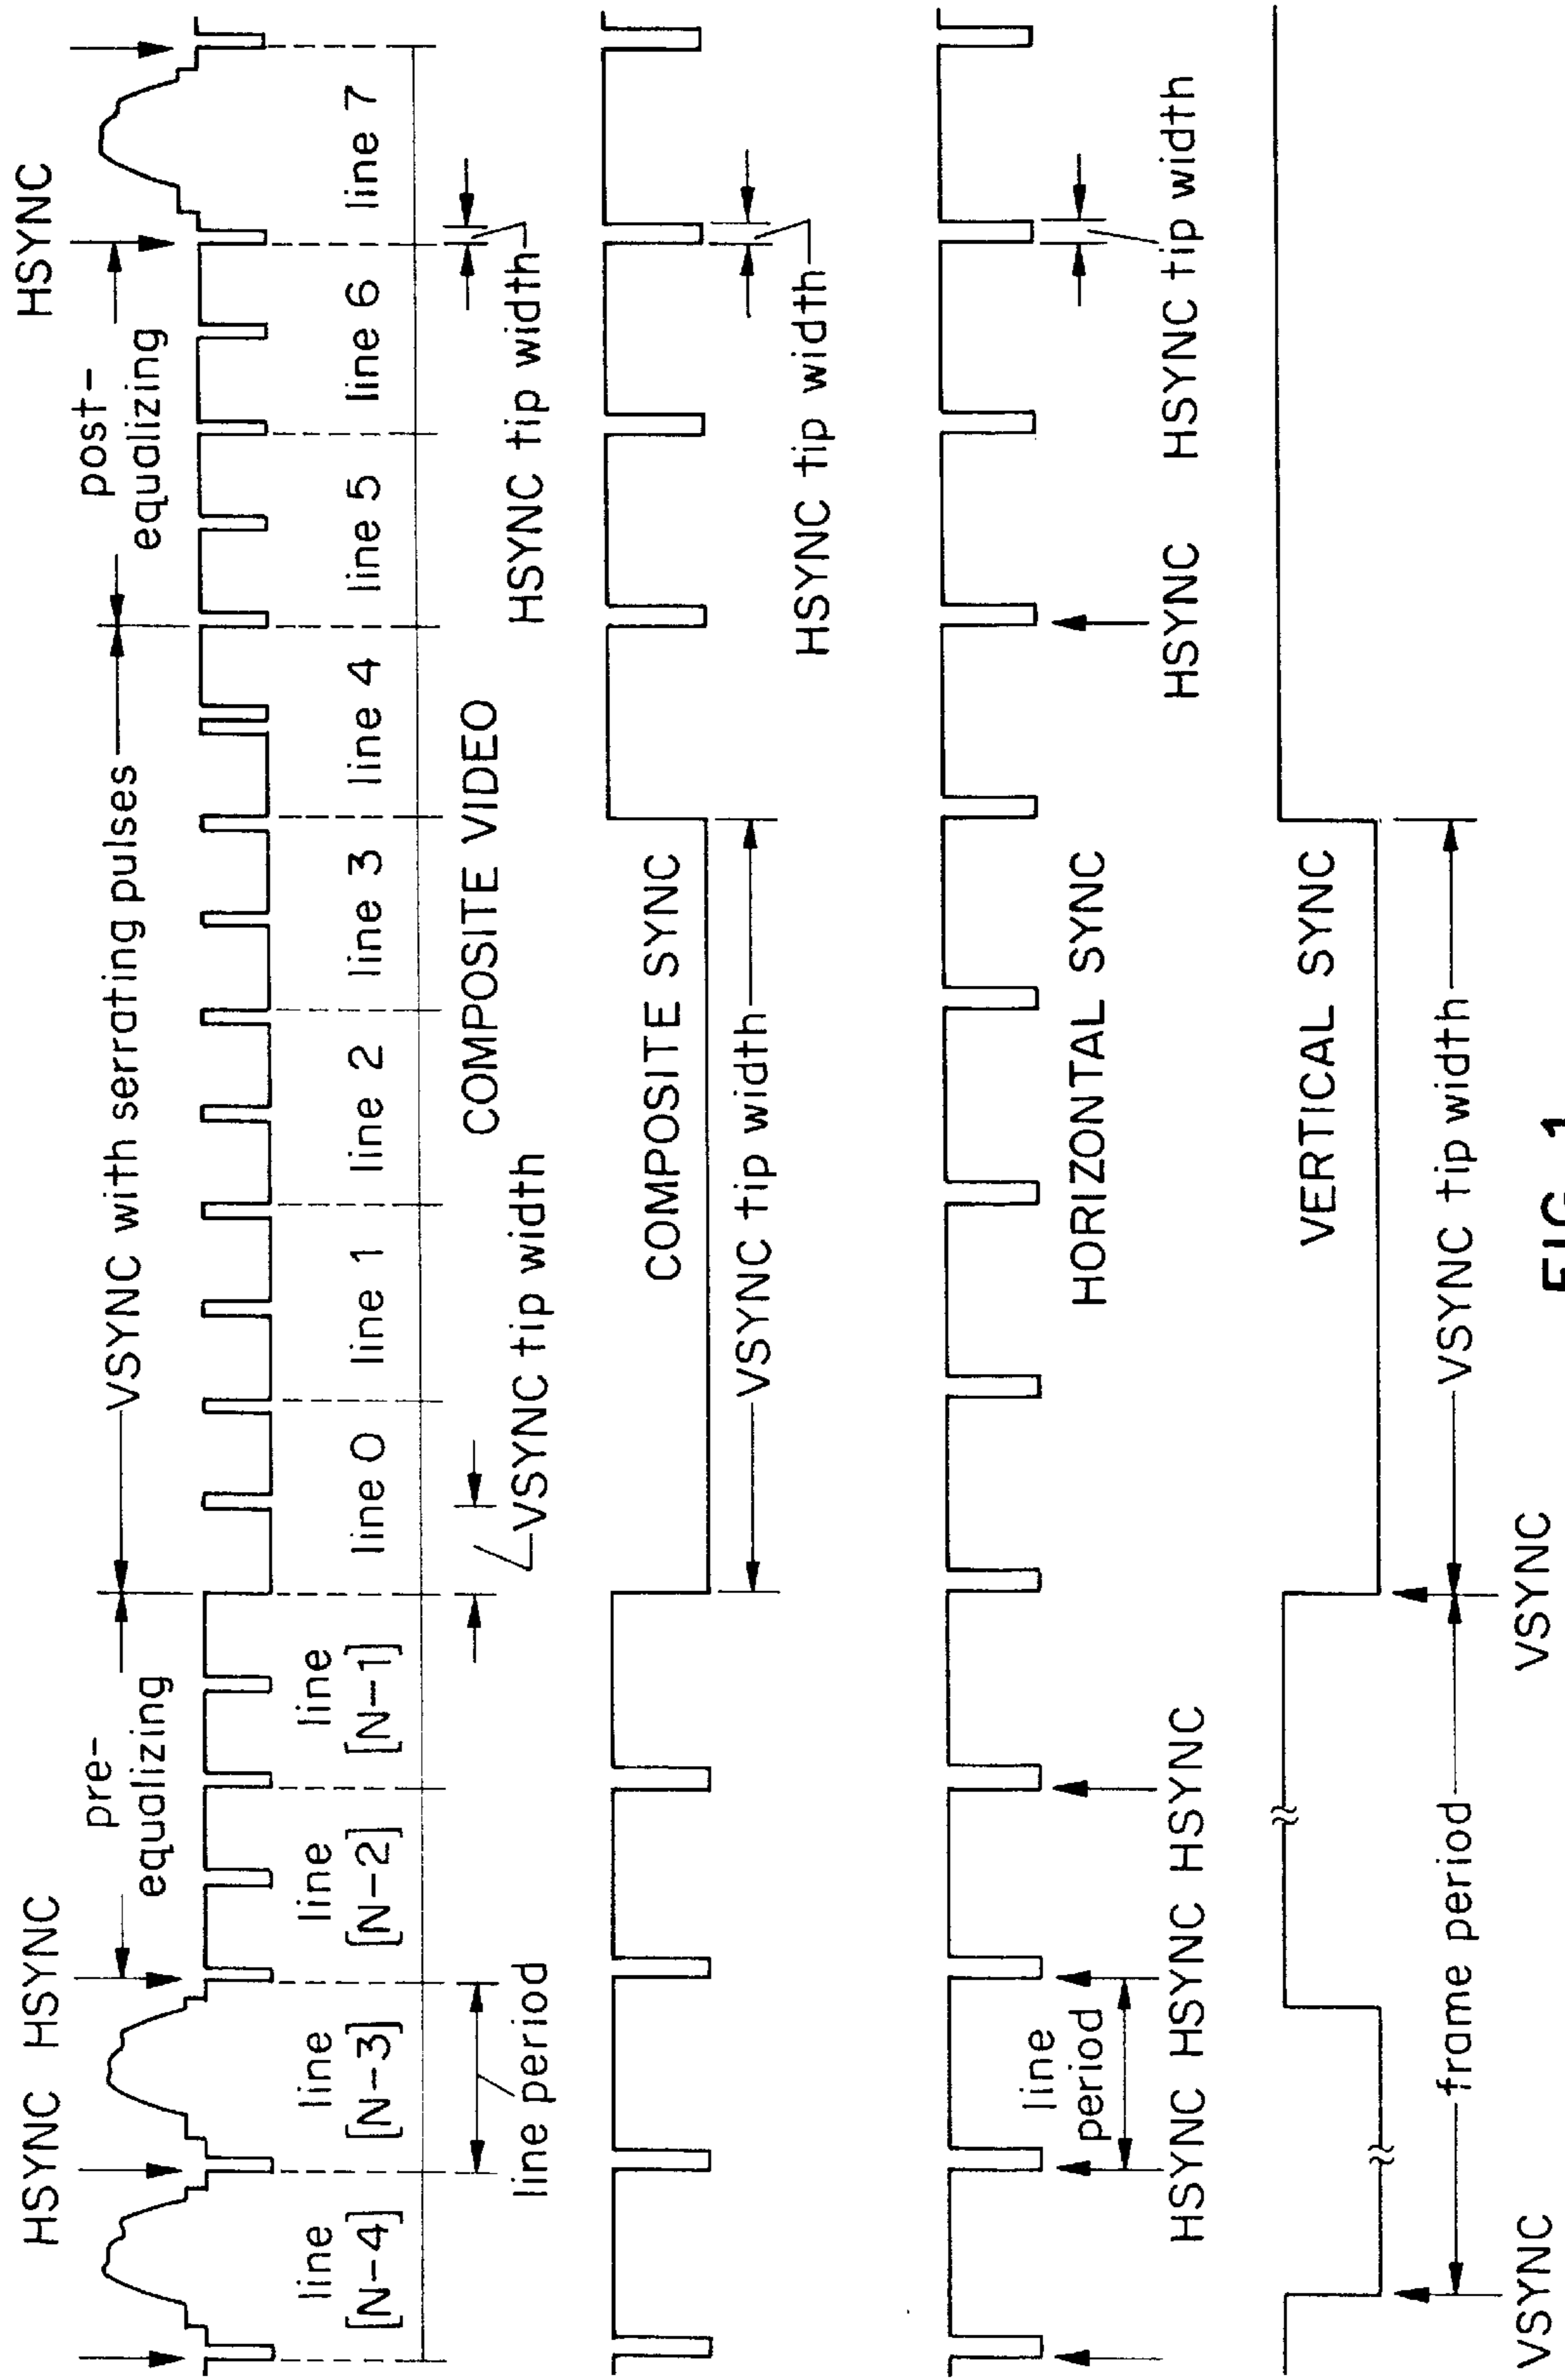 HSYNC HSYNC
HSYNC
pre-
equalizing
VSYNC with serrating pulses
post-
equalizing
line
[N-4]
line
[N-3]
line
[N-2]
line
[N-1]
line 0
line 1
line 2
line 3
line 4
line 5
line 6
line 7
line period
VSYNC tip width
COMPOSITE VIDEO
HSYNC tip width
COMPOSITE SYNC
VSYNC tip width
HSYNC tip width
line
period
HORIZONTAL SYNC
HSYNC HSYNC HSYNC
HSYNC
HSYNC tip width
VERTICAL SYNC
frame period
VSYNC tip width
VSYNC
VSYNC
FIG. 1